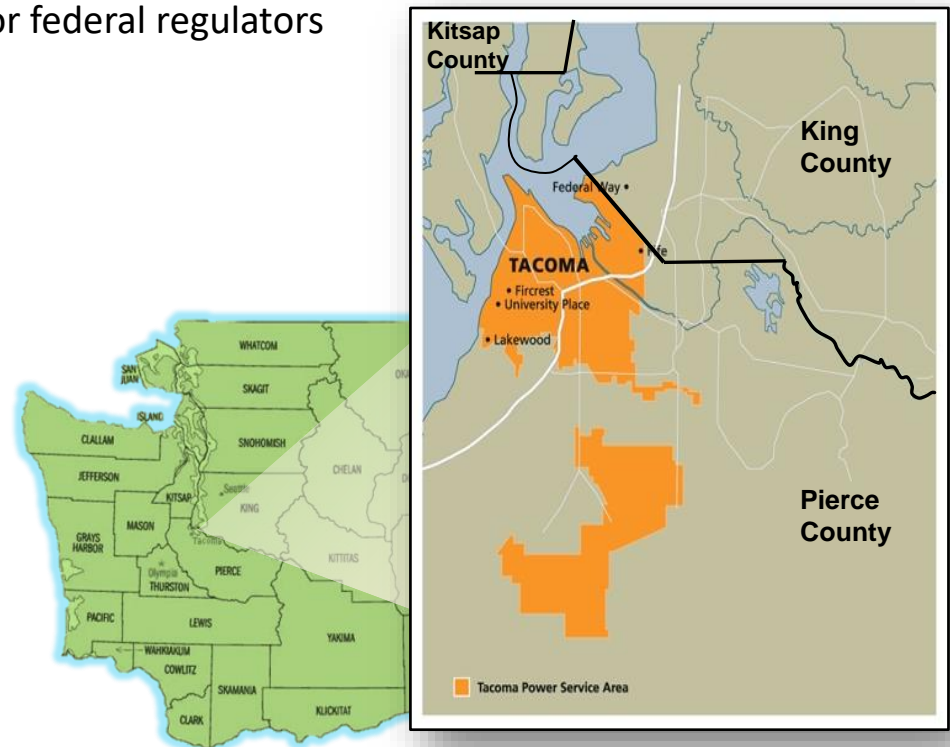 or federal regulators
Kitsap
County
King
County
Federal Way
Fife
TACOMA
Fircrest
University Place
Lakewood
Pierce
County
Tacoma Power Service Area
WHATCOM
SAN
JUAN
SKAGIT
ISLAND
SNOHOMISH
CLALLAM
JEFFERSON
CHELAN
KITSAP
Seattle
KING
MASON
GRAYS
HARBOR
Tacoma
KITTITAS
PIERCE
Olympia
THURSTON
PACIFIC
LEWIS
YAKIMA
WAHKIAKUM
COWLITZ
SKAMANIA
CLARK
KLICKITAT